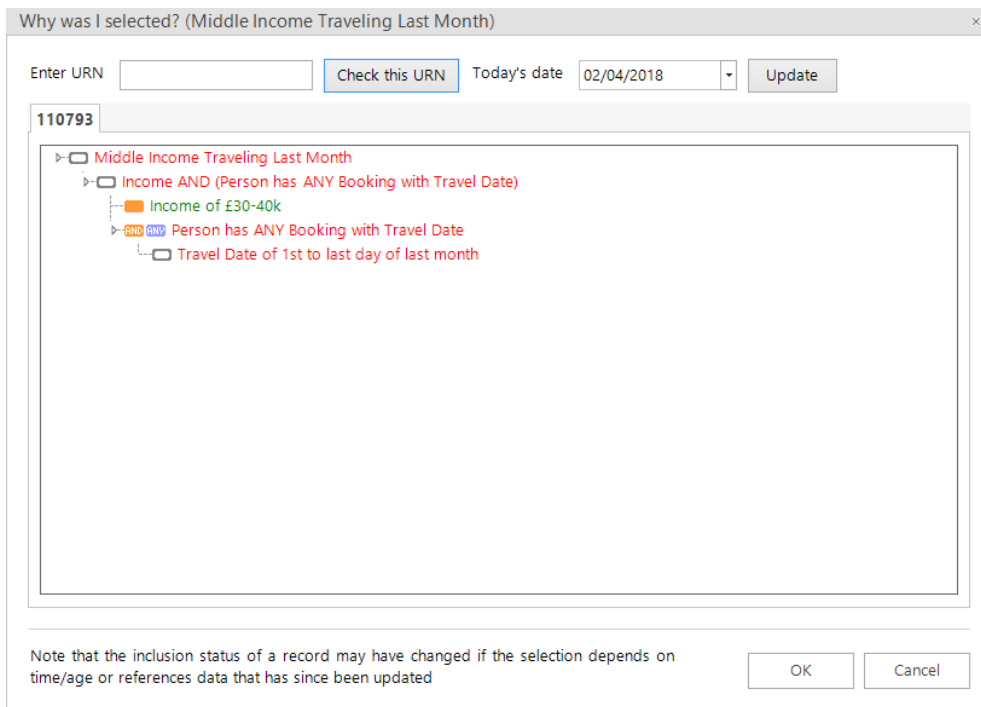 Why was I selected? (Middle Income Traveling Last Month)
Enter URN Check this URN Today's date 02/04/2018 Update
110793
Middle Income Traveling Last Month
Income AND (Person has ANY Booking with Travel Date)
Income of £30-40k
AND ANY Person has ANY Booking with Travel Date
Travel Date of 1st to last day of last month
Note that the inclusion status of a record may have changed if the selection depends on
time/age or references data that has since been updated
OK Cancel